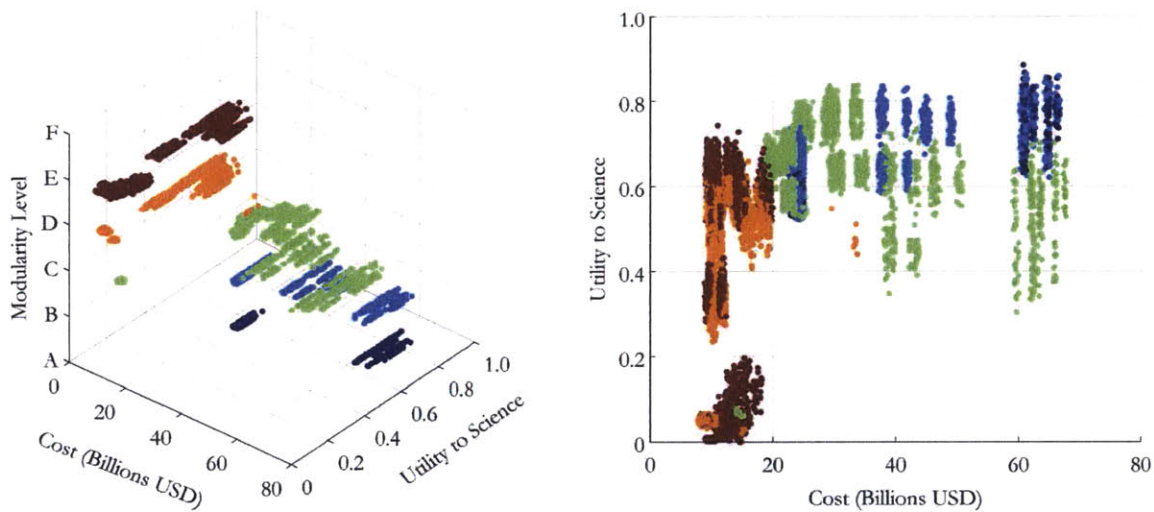 F
E
D
C
B
A
Modularity Level
0
20
40
60
80
Cost (Billions USD)
0
0.2
0.4
0.6
0.8
1.0
Utility to Science
1.0
0.8
0.6
0.4
0.2
0
Utility to Science
0
20
40
60
80
Cost (Billions USD)